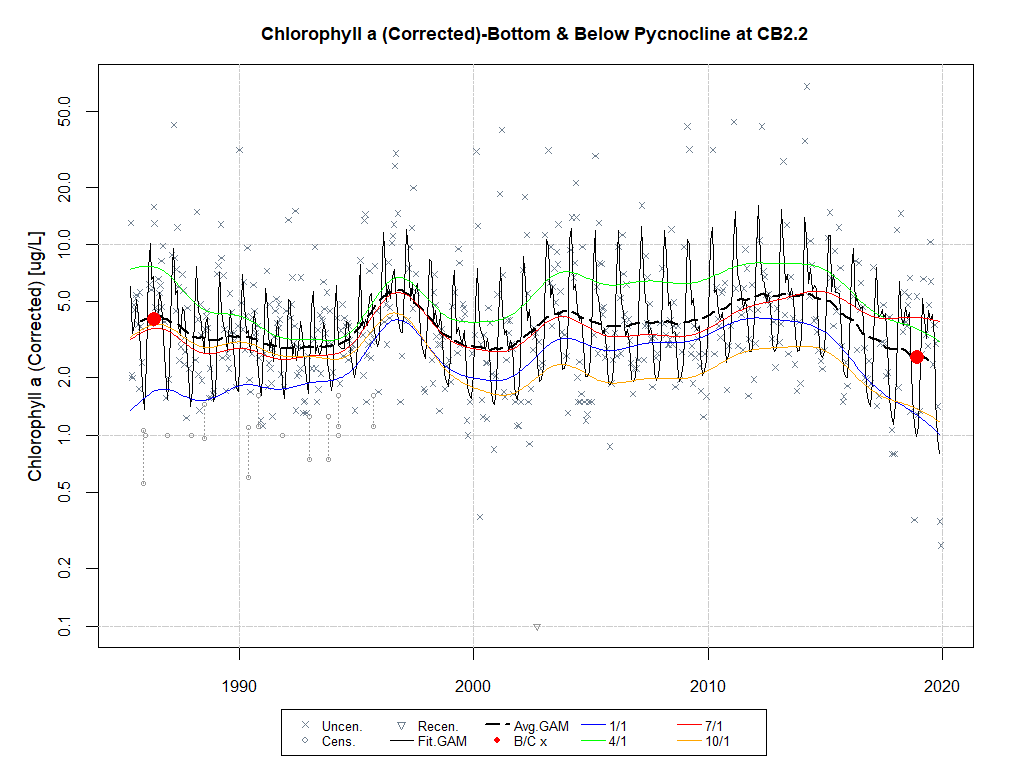 Chlorophyll a (Corrected)-Bottom & Below Pycnocline at CB2.2
Chlorophyll a (Corrected) [ug/L]
50.0
20.0
10.0
5.0
2.0
1.0
0.5
0.2
0.1
1990 2000 2010 2020
Uncen. Recen. Avg.GAM 1/1 7/1
Cens. Fit.GAM B/C x 4/1 10/1